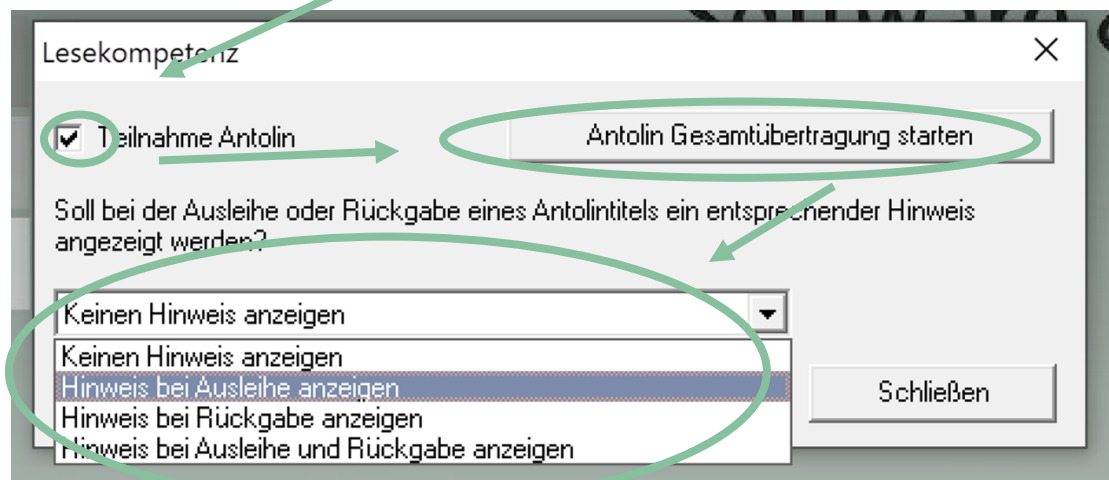 Software
Lesekompetenz
Teilnahme Antolin
Antolin Gesamtübertragung starten
Soll bei der Ausleihe oder Rückgabe eines Antolintitels ein entsprechender Hinweis
angezeigt werden?
Keinen Hinweis anzeigen
Keinen Hinweis anzeigen
Hinweis bei Ausleihe anzeigen
Hinweis bei Rückgabe anzeigen
Hinweis bei Ausleihe und Rückgabe anzeigen
Schließen